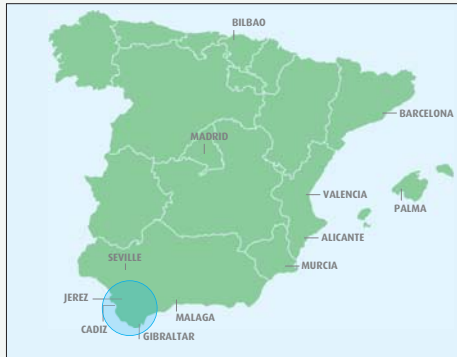 BILBAO
BARCELONA
MADRID
VALENCIA
PALMA
ALICANTE
SEVILLE
MURCIA
JEREZ
MALAGA
CADIZ
GIBRALTAR